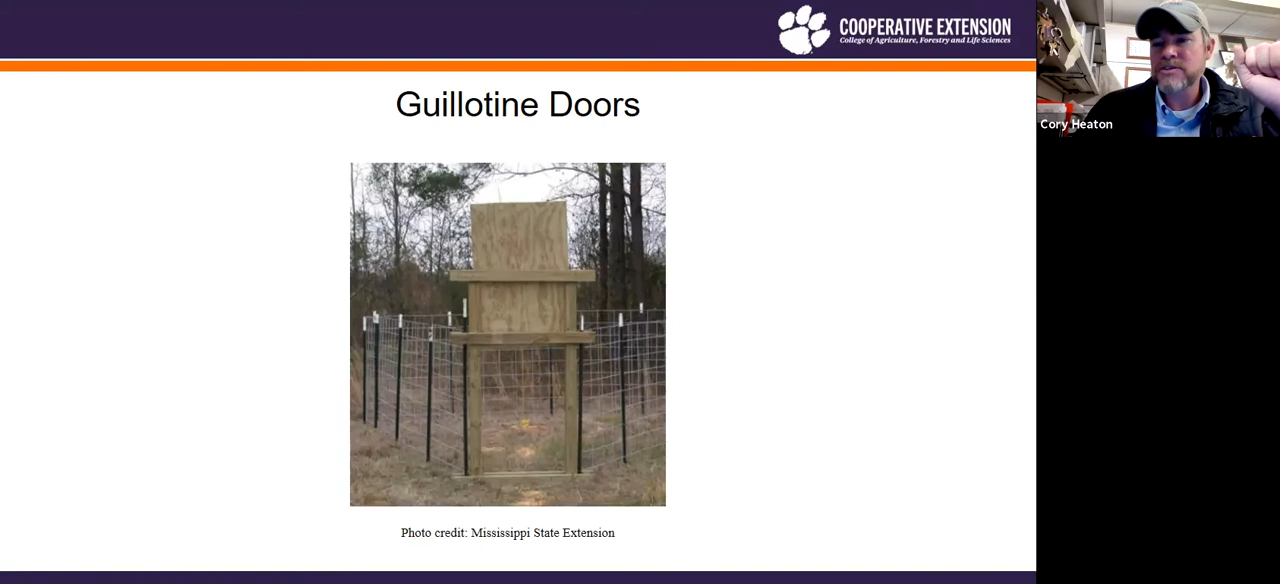 COOPERATIVE EXTENSION
College of Agriculture, Forestry and Life Sciences
Guillotine Doors
Cory Heaton
Photo credit: Mississippi State Extension